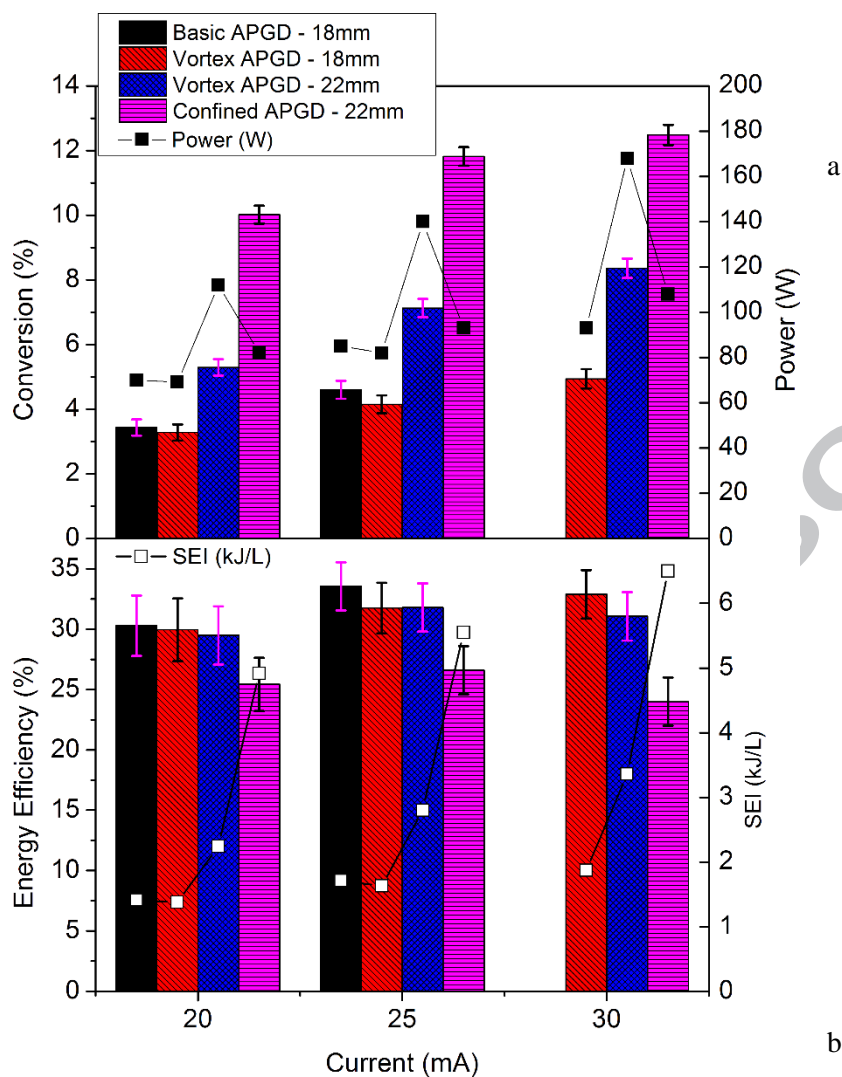 Basic APGD - 18mm
Vortex APGD - 18mm
Vortex APGD - 22mm
Confined APGD - 22mm
Power (W)
14
12
10
8
6
4
2
0
Conversion (%)
200
180
160
140
120
100
80
60
40
20
0
Power (W)
a
SEI (kJ/L)
35
30
25
20
15
10
5
0
Energy Efficiency (%)
6
5
4
3
2
1
0
SEI (kJ/L)
20
25
30
Current (mA)
b